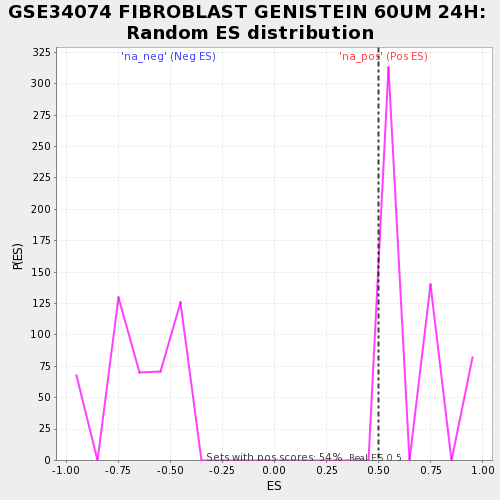 GSE34074 FIBROBLAST GENISTEIN 60UM 24H:
Random ES distribution
'na_neg' (Neg ES) 'na_pos' (Pos ES)
325
300
275
250
225
200
175
150
125
100
75
50
25
0
P(ES)
Sets with pos scores: 54% Real ES 0.5
-1.00 -0.75 -0.50 -0.25 0.00 0.25 0.50 0.75 1.00
ES